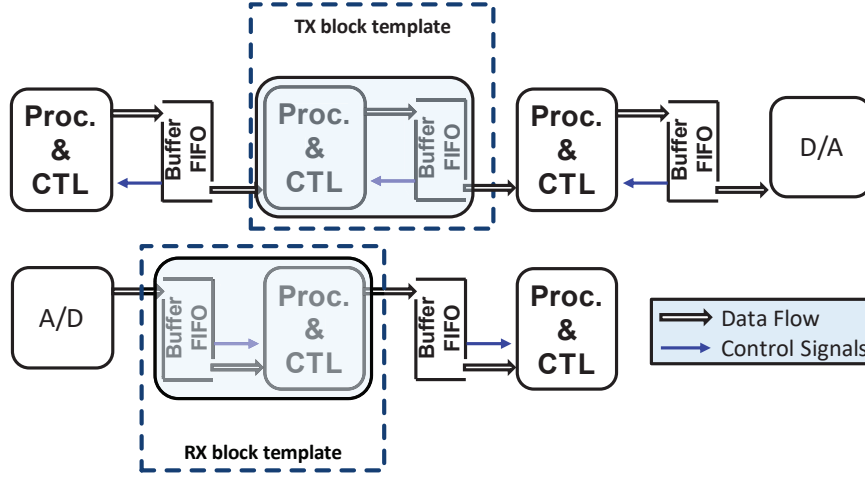 TX block template
Proc.
&
CTL
Buffer
FIFO
Proc.
&
CTL
Buffer
FIFO
Proc.
&
CTL
Buffer
FIFO
D/A
A/D
Buffer
FIFO
Proc.
&
CTL
Buffer
FIFO
Proc.
&
CTL
Data Flow
Control Signals
RX block template